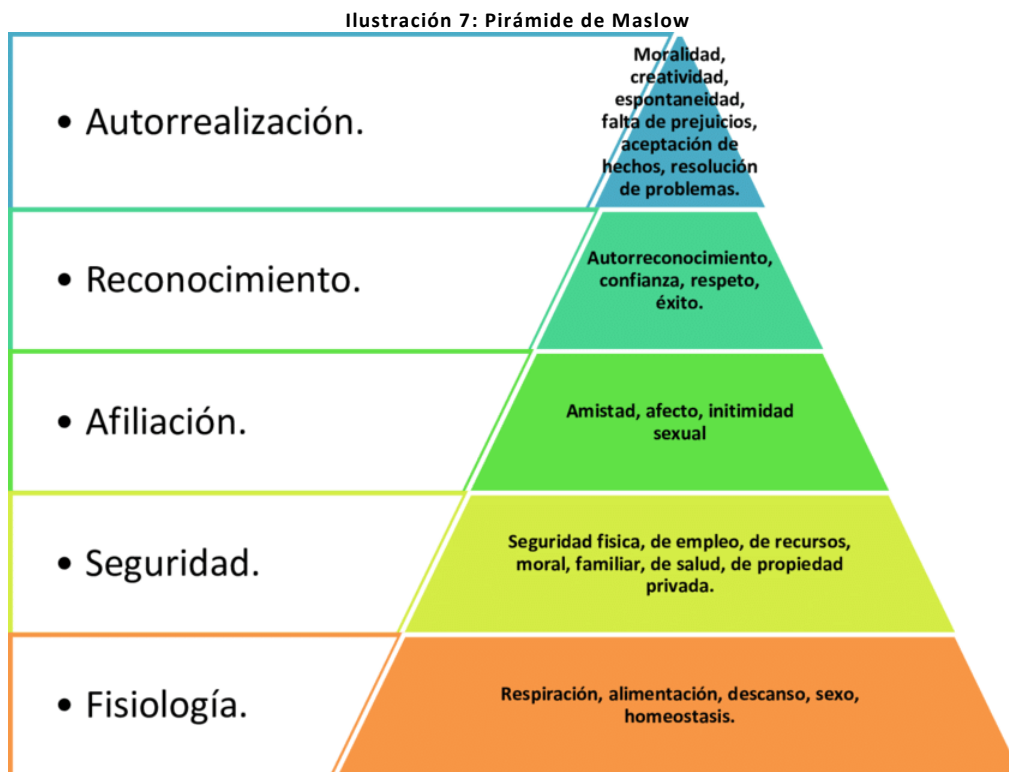 Ilustración 7: Pirámide de Maslow
• Autorrealización.
Moralidad,
creatividad,
espontaneidad,
falta de prejuicios,
aceptación de
hechos, resolución
de problemas.
• Reconocimiento.
Autorreconocimiento,
confianza, respeto,
éxito.
• Afiliación.
Amistad, afecto, initimidad
sexual
• Seguridad.
Seguridad fisica, de empleo, de recursos,
moral, familiar, de salud, de propiedad
privada.
• Fisiología.
Respiración, alimentación, descanso, sexo,
homeostasis.